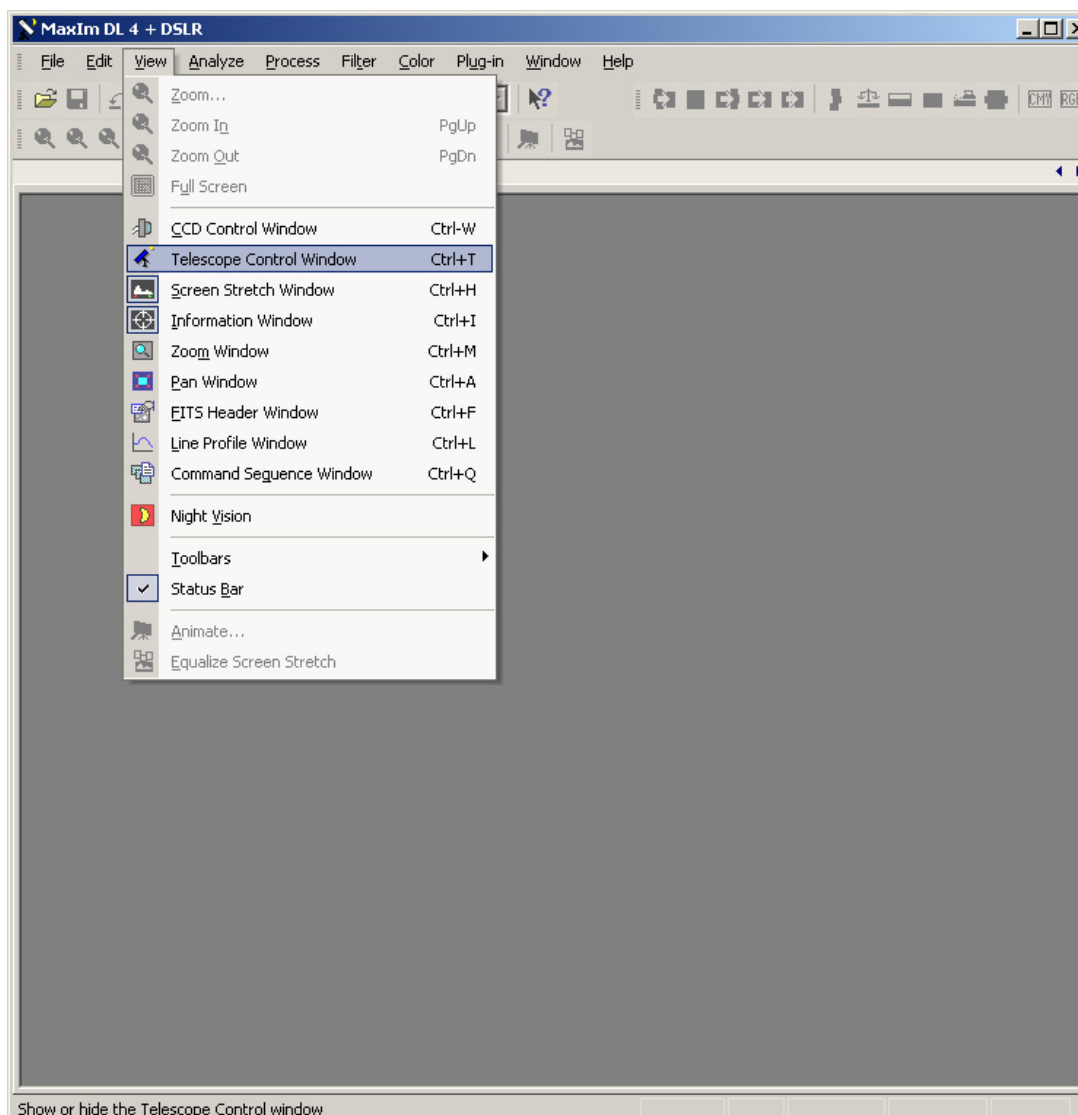 MaxIm DL 4 + DSLR
File Edit View Analyze Process Filter Color Plug-in Window Help
CMY RGB
Zoom...
Zoom In PgUp
Zoom Out PgDn
Full Screen
CCD Control Window Ctrl-W
Telescope Control Window Ctrl+T
Screen Stretch Window Ctrl+H
Information Window Ctrl+I
Zoom Window Ctrl+M
Pan Window Ctrl+A
FITS Header Window Ctrl+F
Line Profile Window Ctrl+L
Command Sequence Window Ctrl+Q
Night Vision
Toolbars
Status Bar
Animate...
Equalize Screen Stretch
Show or hide the Telescope Control window